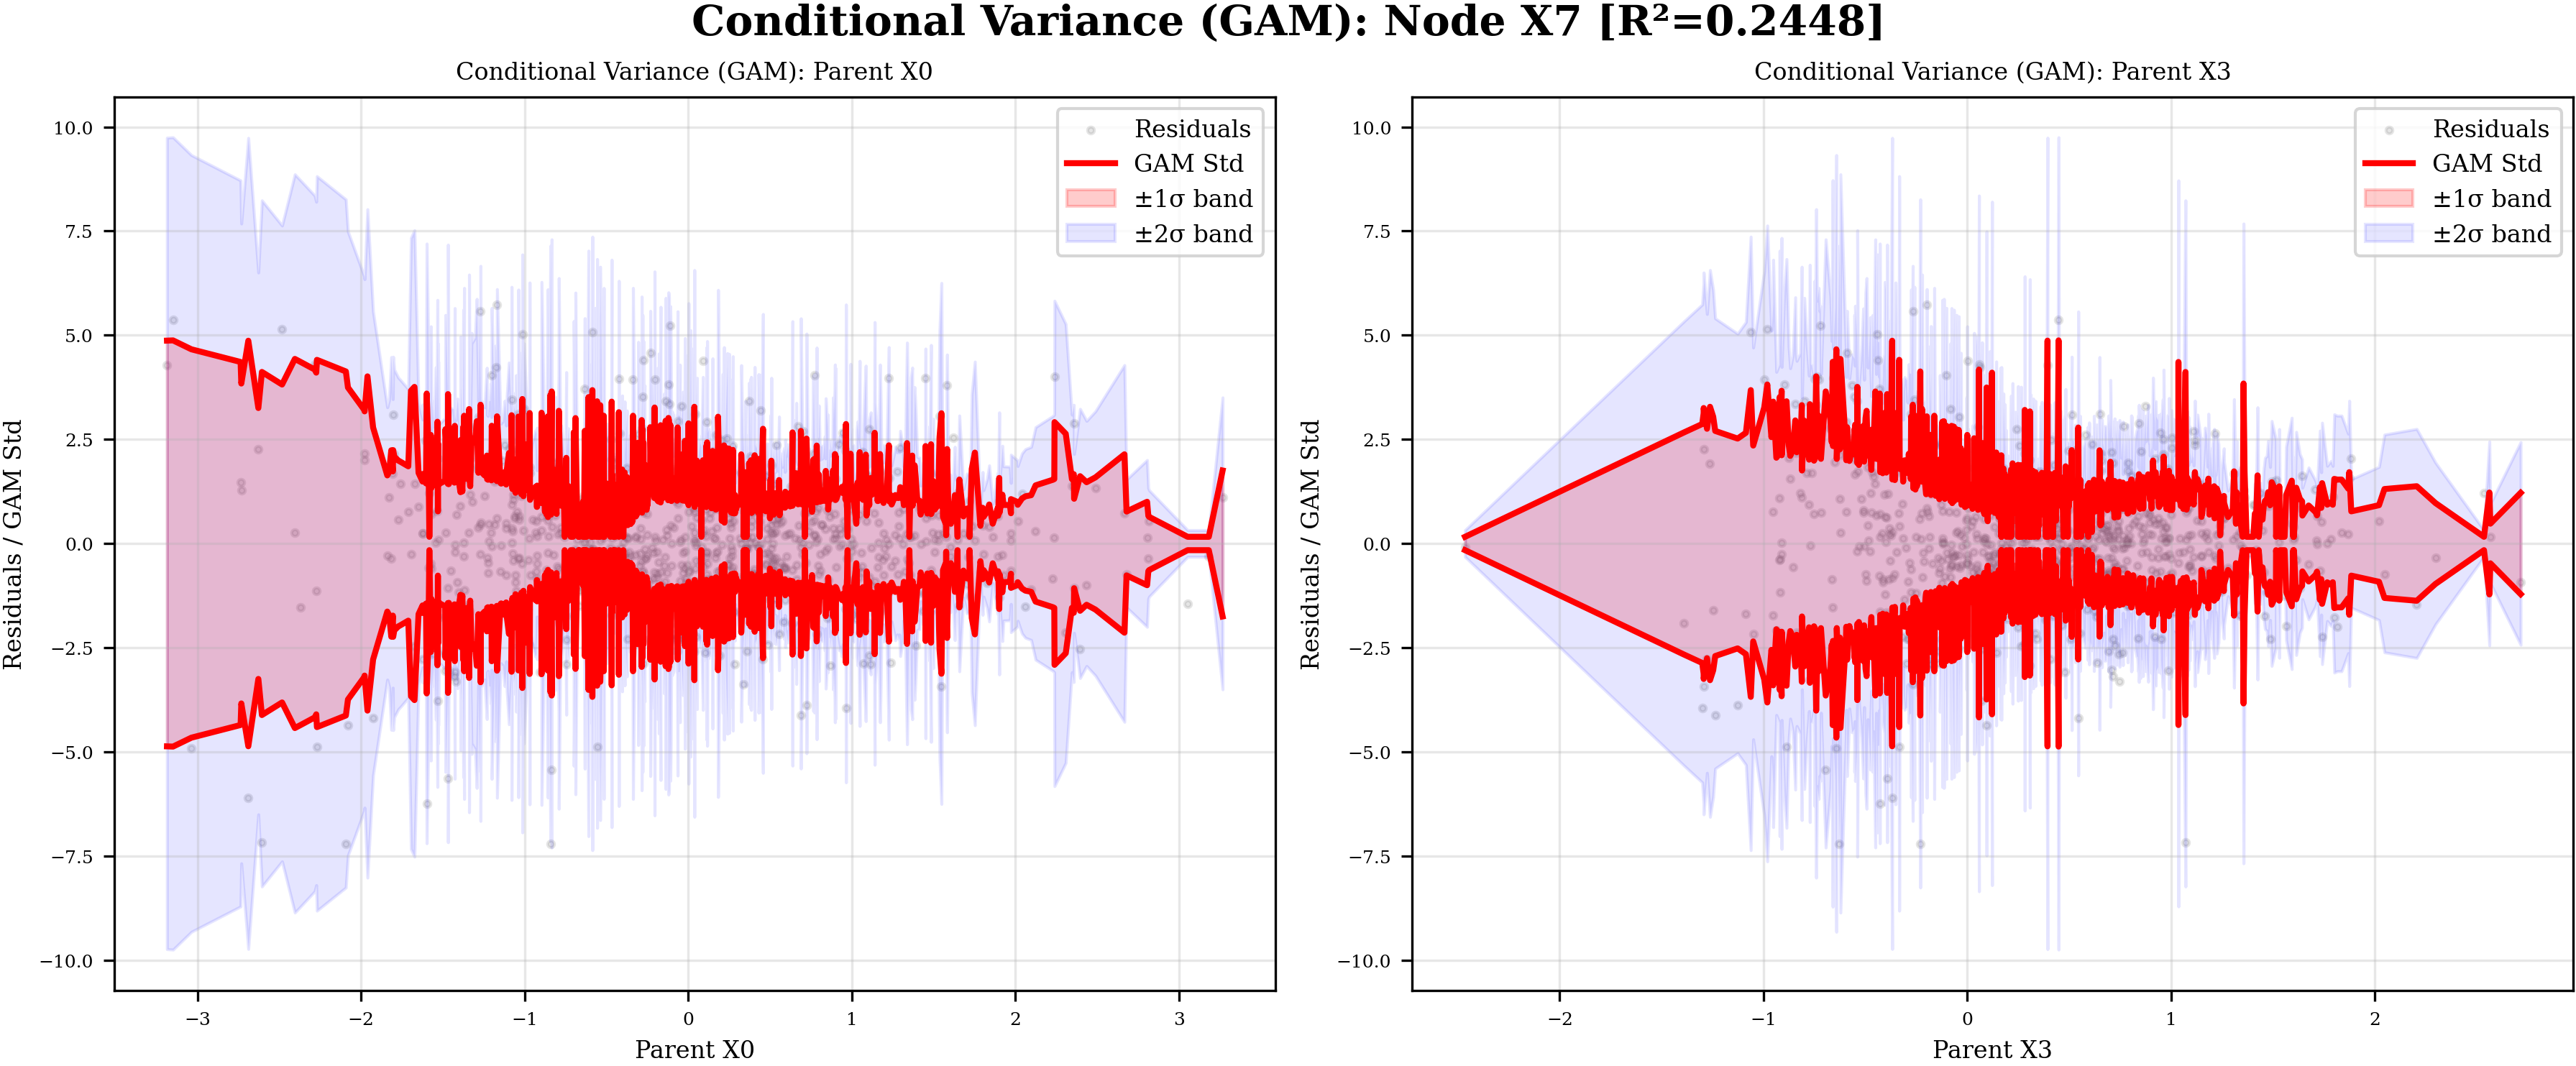 Conditional Variance (GAM): Node X7 [R²=0.2448]
Conditional Variance (GAM): Parent X0
Residuals / GAM Std
10.0
7.5
5.0
2.5
0.0
−2.5
−5.0
−7.5
−10.0
Residuals
GAM Std
±1σ band
±2σ band
−3
−2
−1
0
1
2
3
Parent X0
Conditional Variance (GAM): Parent X3
Residuals / GAM Std
10.0
7.5
5.0
2.5
0.0
−2.5
−5.0
−7.5
−10.0
Residuals
GAM Std
±1σ band
±2σ band
−2
−1
0
1
2
Parent X3